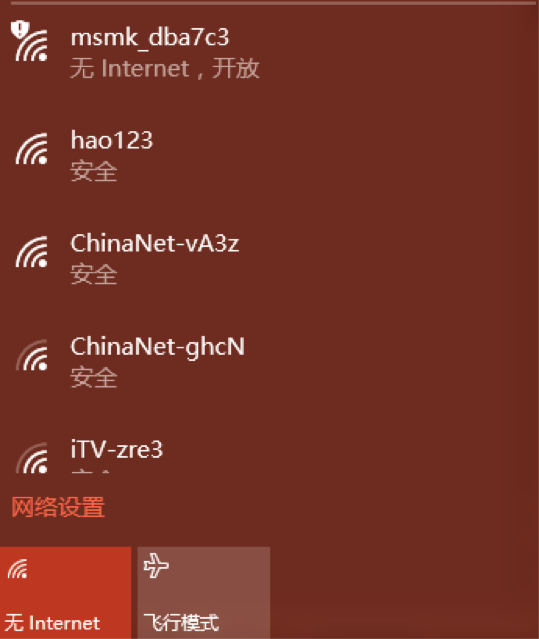 msmk_dba7c3
无 Internet，开放
hao123
安全
ChinaNet-vA3z
安全
ChinaNet-ghcN
安全
iTV-zre3
网络设置
无 Internet
飞行模式